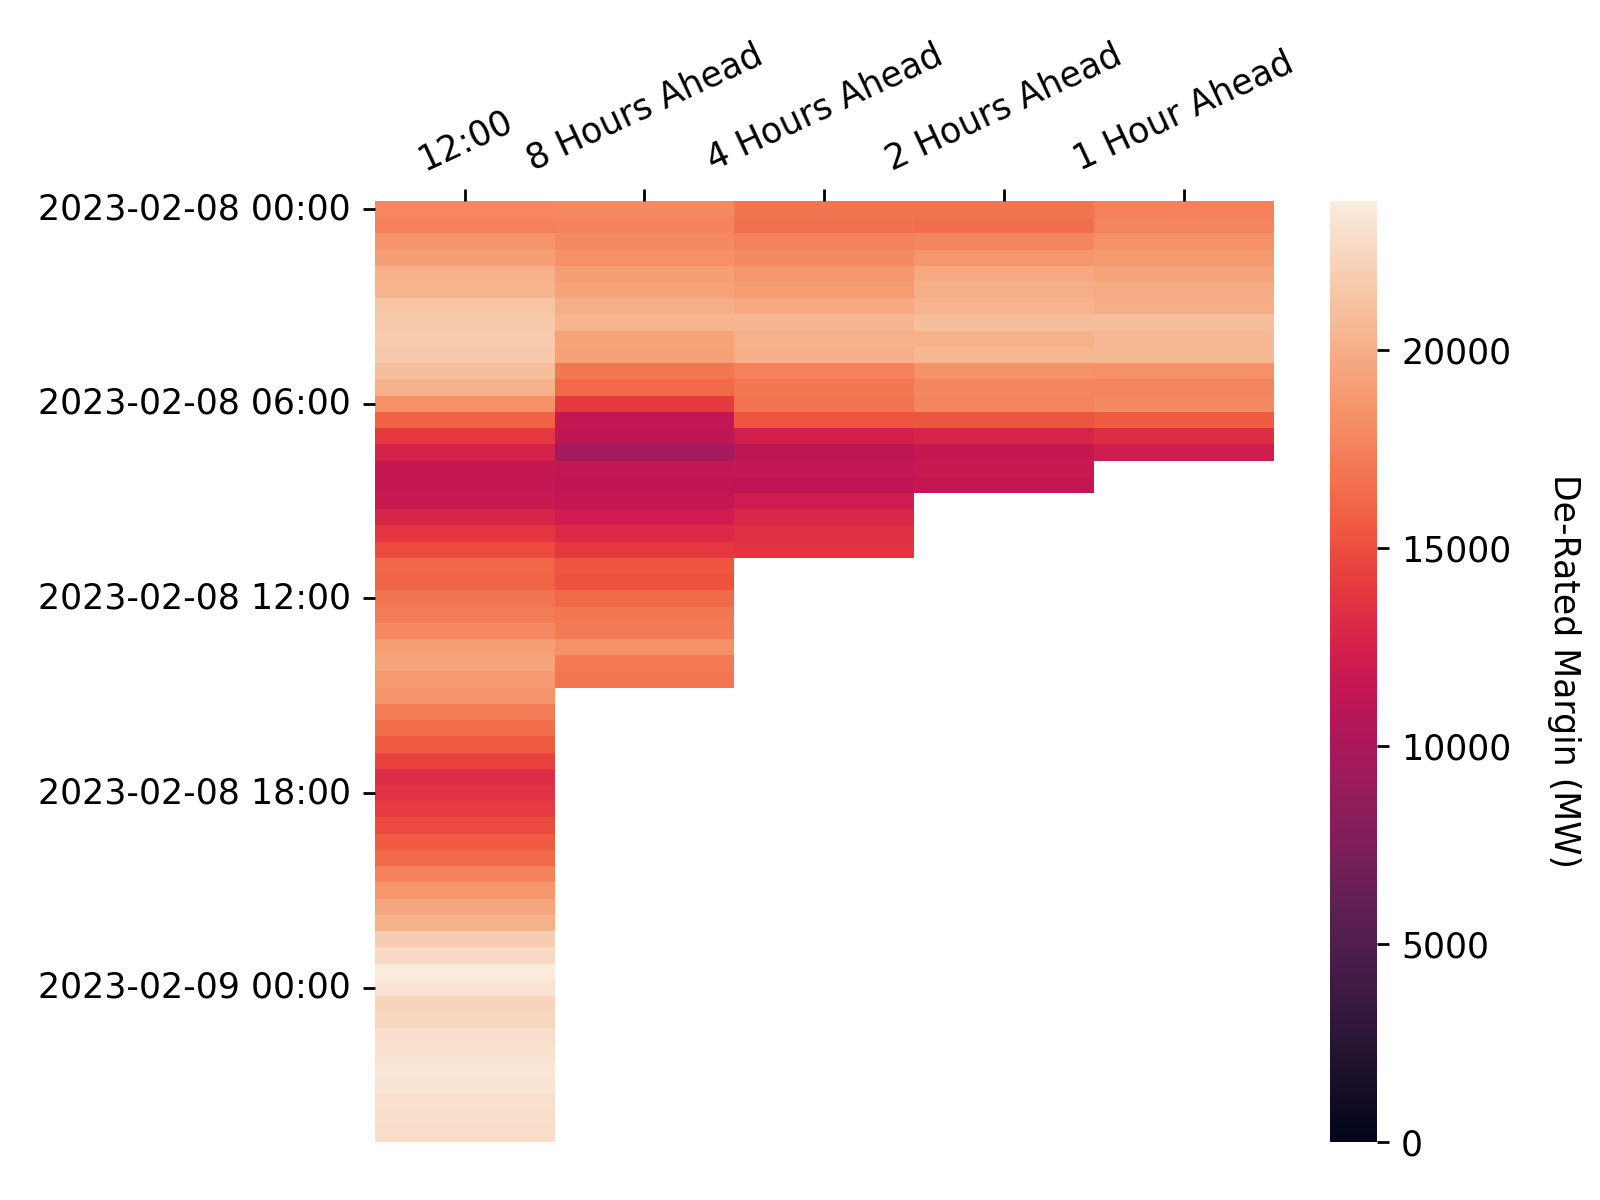 12:00
8 Hours Ahead
4 Hours Ahead
2 Hours Ahead
1 Hour Ahead
2023-02-08 00:00
2023-02-08 06:00
2023-02-08 12:00
2023-02-08 18:00
2023-02-09 00:00
20000
15000
10000
5000
0
De-Rated Margin (MW)